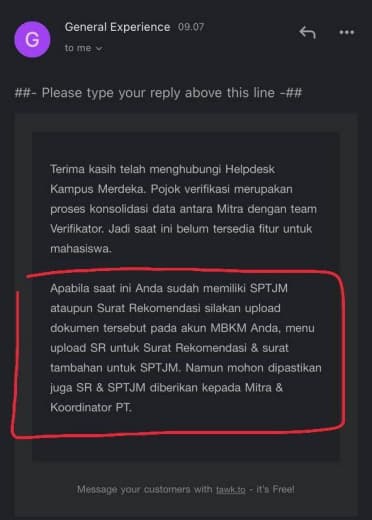 General Experience 09.07
G
to me
##- Please type your reply above this line -##
Terima kasih telah menghubungi Helpdesk
Kampus Merdeka. Pojok verifikasi merupakan
proses konsolidasi data antara Mitra dengan team
Verifikator. Jadi saat ini belum tersedia fitur untuk
mahasiswa.
Apabila saat ini Anda sudah memiliki SPTJM
ataupun Surat Rekomendasi silakan upload
dokumen tersebut pada akun MBKM Anda, menu
upload SR untuk Surat Rekomendasi & surat
tambahan untuk SPTJM. Namun mohon dipastikan
juga SR & SPTJM diberikan kepada Mitra &
Koordinator PT.
Message your customers with tawk.to - it's Free!